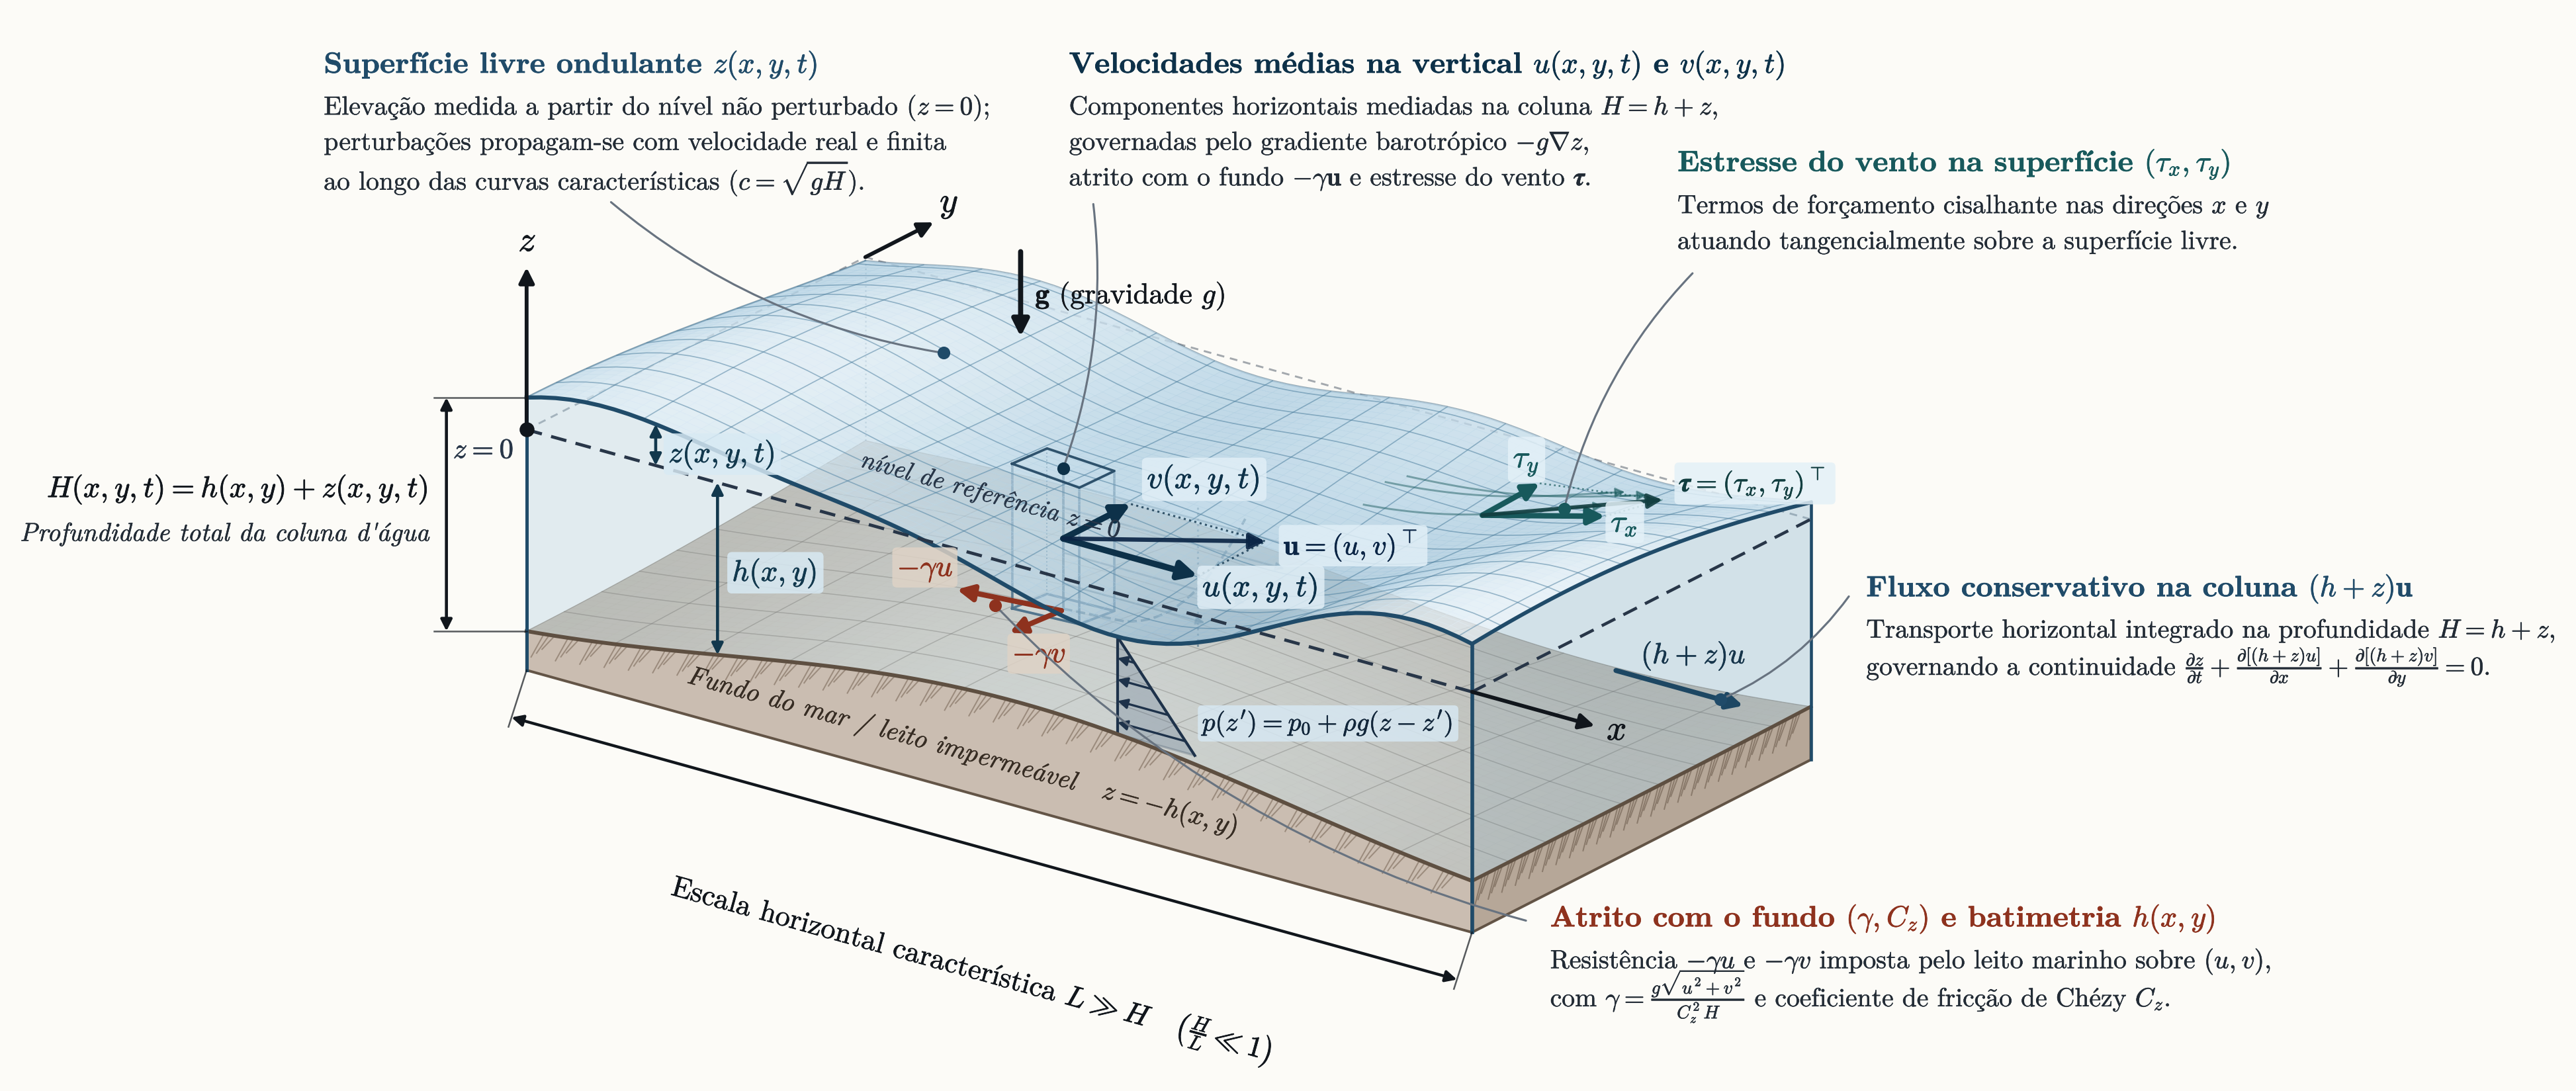 Superfície livre ondulante z(x, y, t)
Elevação medida a partir do nível não perturbado (z = 0);
perturbações propagam-se com velocidade real e finita
ao longo das curvas características (c = √gH).
Velocidades médias na vertical u(x, y, t) e v(x, y, t)
Componentes horizontais mediadas na coluna H = h + z,
governadas pelo gradiente barotrópico −g∇z,
atrito com o fundo −γu e estresse do vento τ.
Estresse do vento na superfície (τx, τy)
Termos de forçamento cisalhante nas direções x e y
atuando tangencialmente sobre a superfície livre.
y
z
g (gravidade g)
z = 0
z(x, y, t)
H(x, y, t) = h(x, y) + z(x, y, t)
Profundidade total da coluna d'água
nível de referência z = 0
v(x, y, t)
u = (u, v)⊤
u(x, y, t)
τy
τ = (τx, τy)⊤
τx
h(x, y)
−γu
−γv
Fluxo conservativo na coluna (h + z)u
Transporte horizontal integrado na profundidade H = h + z,
governando a continuidade ∂z/∂t + ∂[(h+z)u]/∂x + ∂[(h+z)v]/∂y = 0.
(h + z)u
p(z′) = p₀ + ρg(z − z′)
x
Fundo do mar / leito impermeável z = −h(x, y)
Escala horizontal característica L ≫ H (H/L ≪ 1)
Atrito com o fundo (γ, Cz) e batimetria h(x, y)
Resistência −γu e −γv imposta pelo leito marinho sobre (u, v),
com γ = g√(u² + v²)/(Cz² H) e coeficiente de fricção de Chézy Cz.